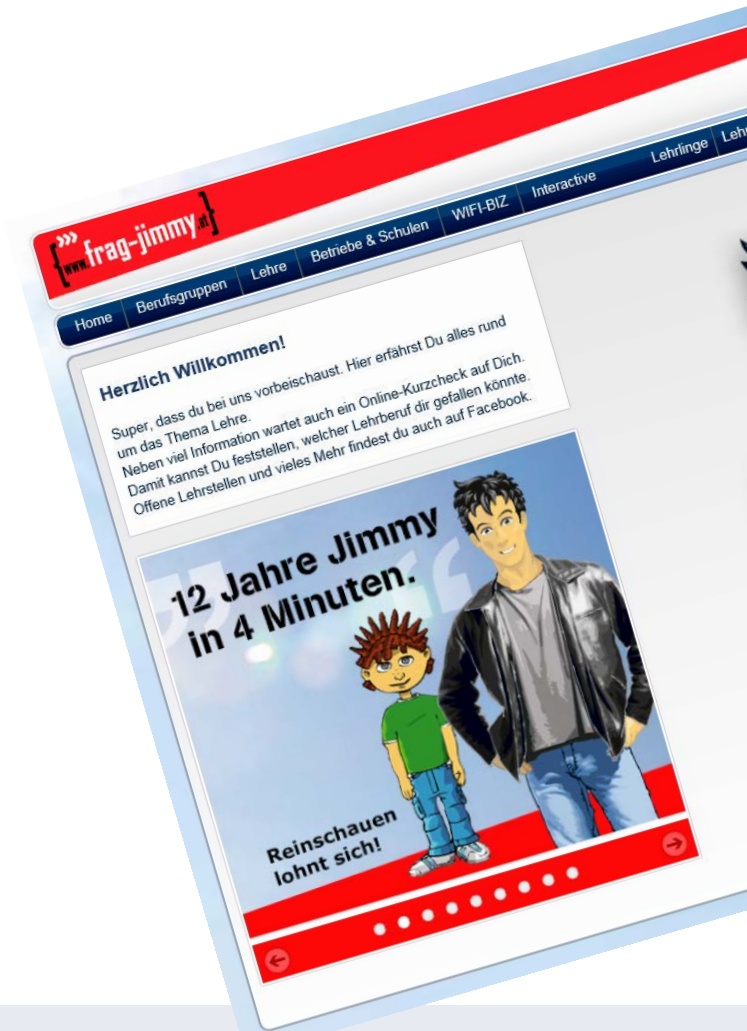 {www.frag-jimmy.at}
Home Berufsgruppen Lehre Betriebe & Schulen WIFI-BIZ Interactive Lehrlinge
Herzlich Willkommen!
Super, dass du bei uns vorbeischaust. Hier erfährst Du alles rund
um das Thema Lehre.
Neben viel Information wartet auch ein Online-Kurzcheck auf Dich.
Damit kannst Du feststellen, welcher Lehrberuf dir gefallen könnte.
Offene Lehrstellen und vieles Mehr findest du auch auf Facebook.
12 Jahre Jimmy
in 4 Minuten.
Reinschauen
lohnt sich!